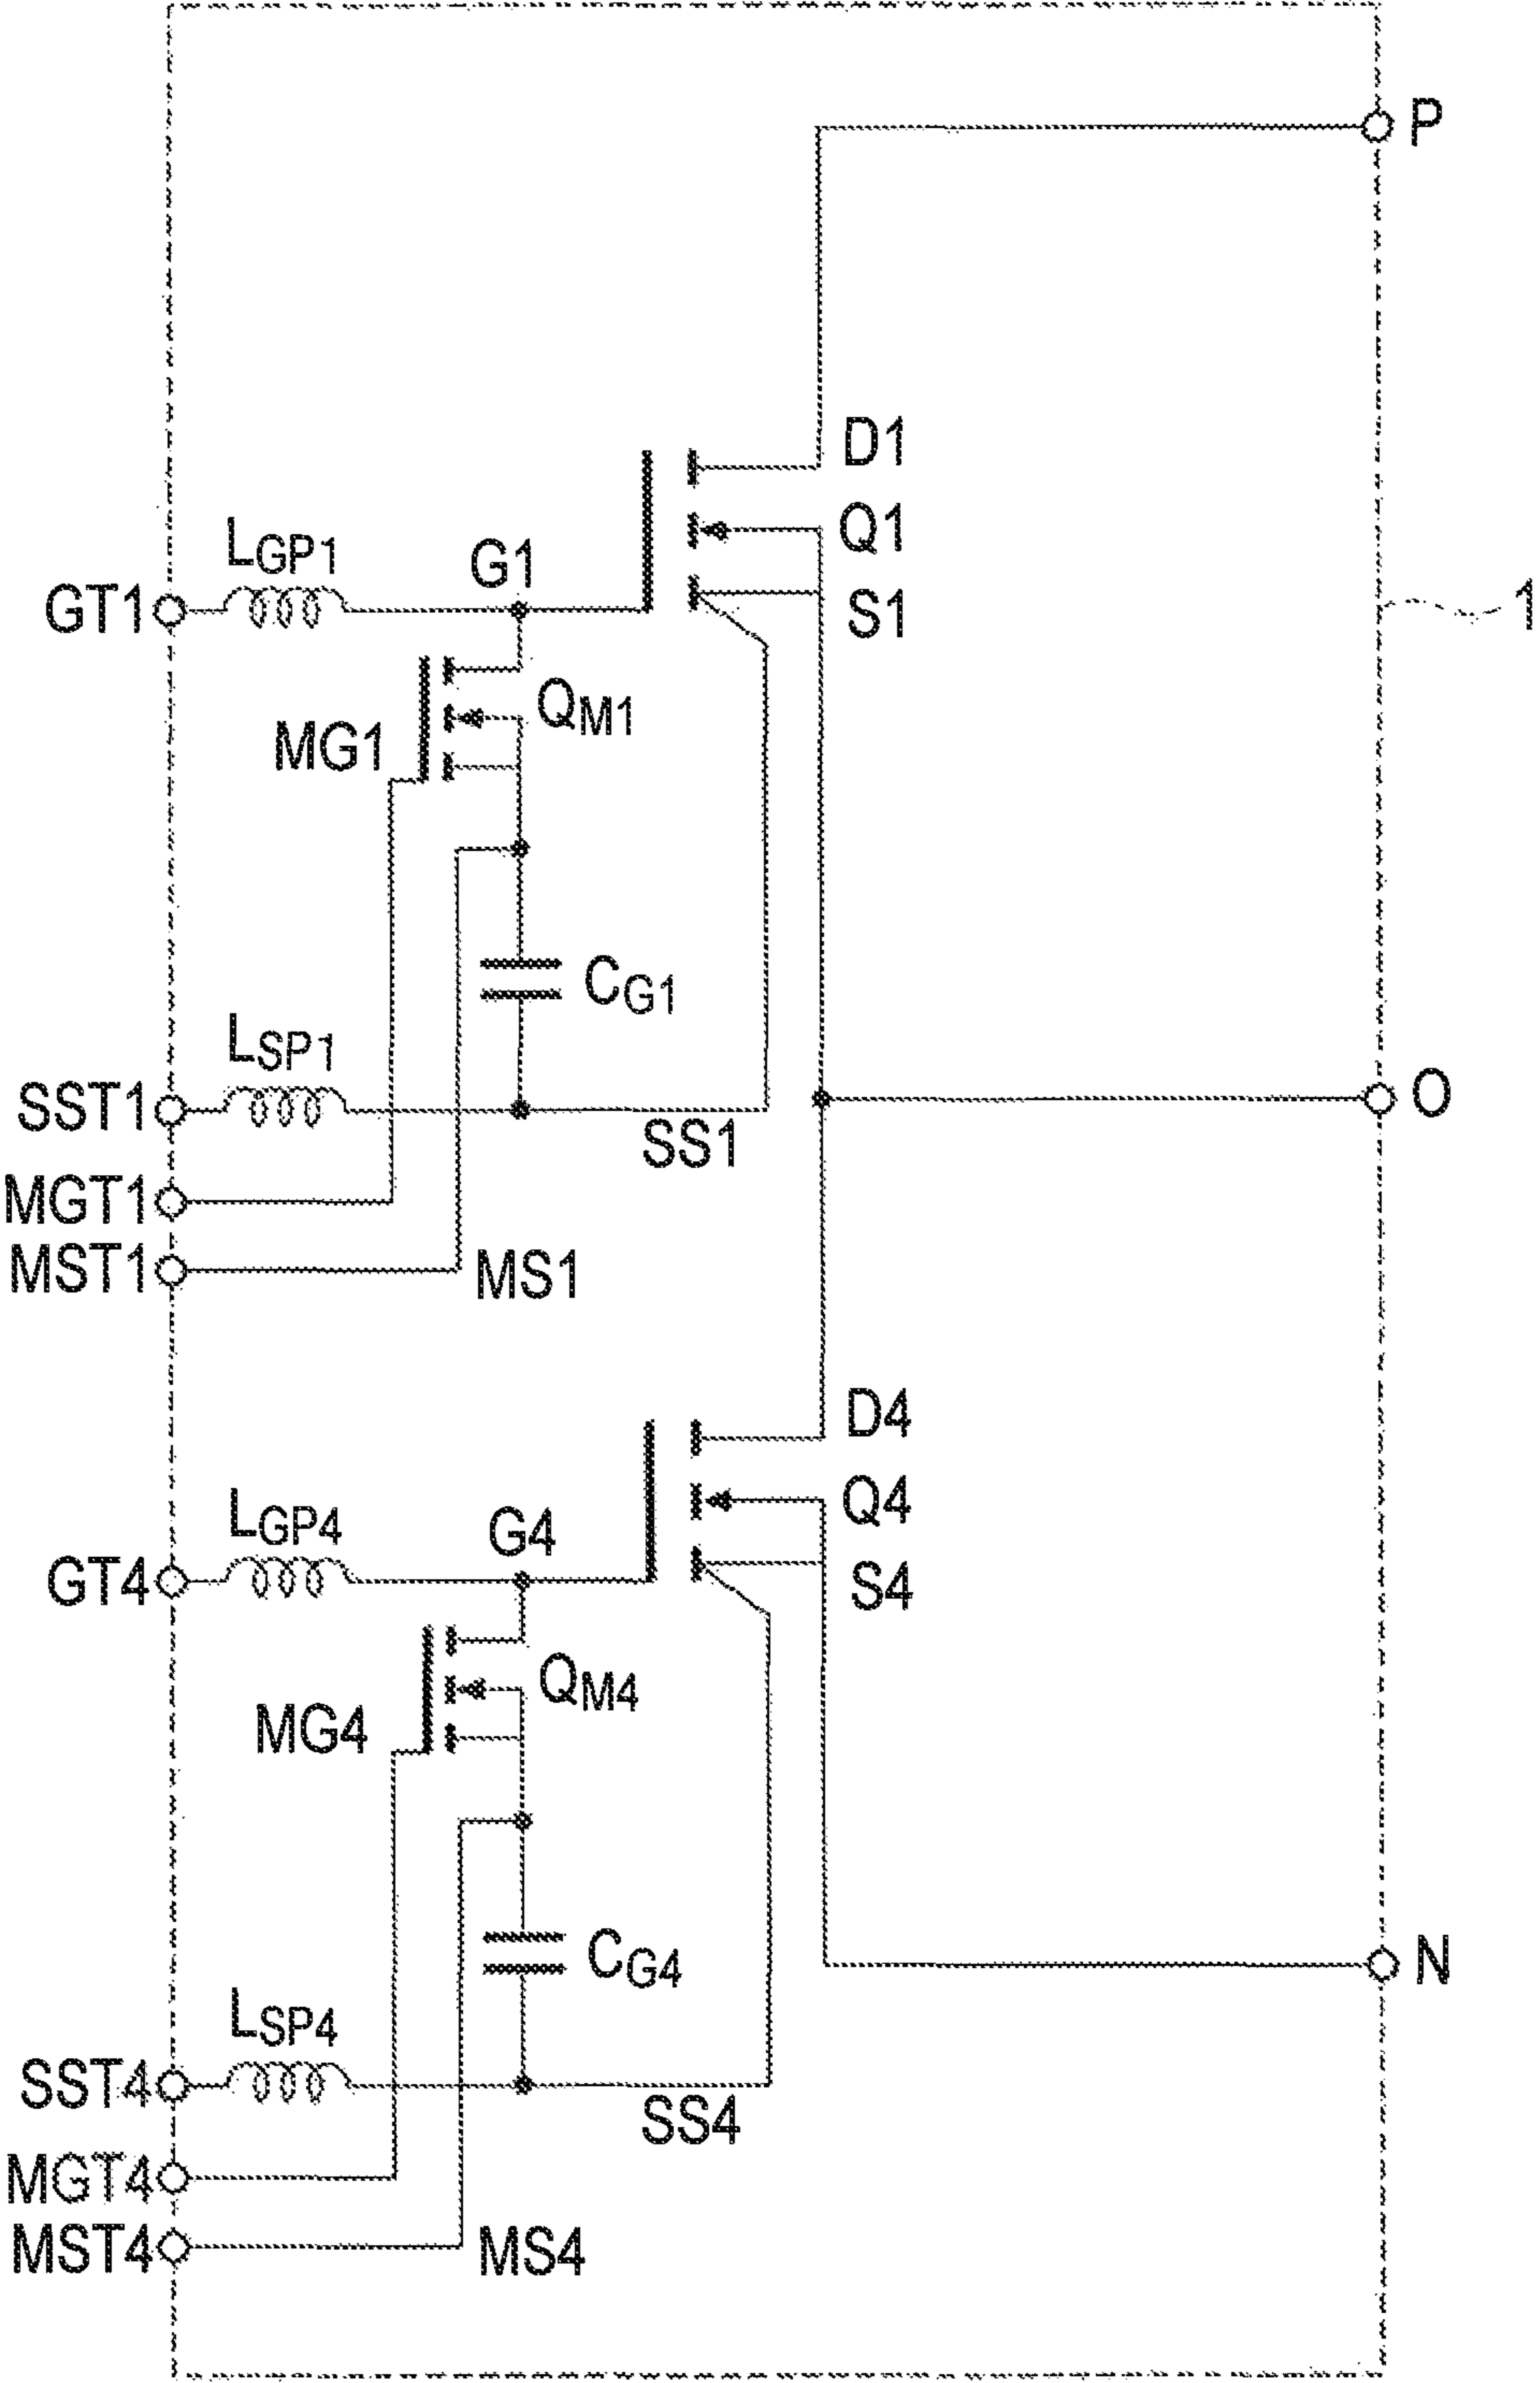 P
D1
LGP1
G1
Q1
GT1
S1
1
QM1
MG1
CG1
LSP1
SST1
O
SS1
MGT1
MST1
MS1
D4
LGP4
G4
Q4
GT4
S4
QM4
MG4
CG4
N
LSP4
SST4
SS4
MGT4
MST4
MS4